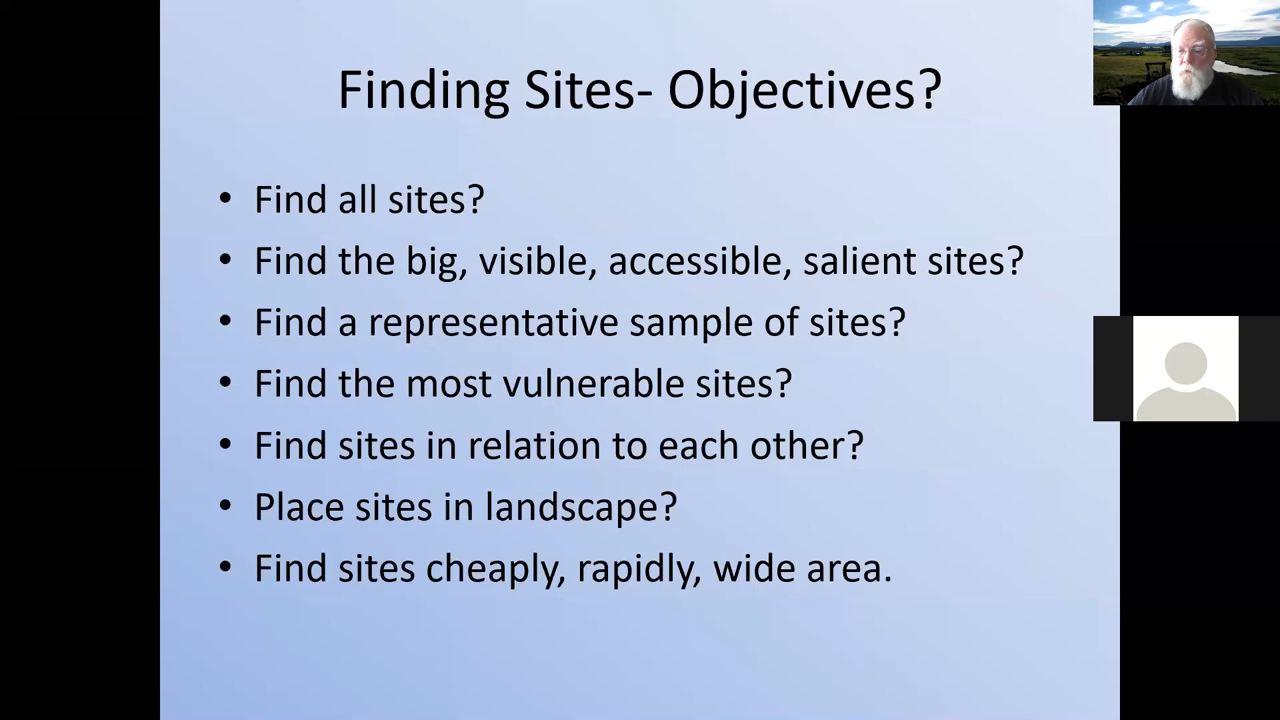 Finding Sites- Objectives?
• Find all sites?
• Find the big, visible, accessible, salient sites?
• Find a representative sample of sites?
• Find the most vulnerable sites?
• Find sites in relation to each other?
• Place sites in landscape?
• Find sites cheaply, rapidly, wide area.